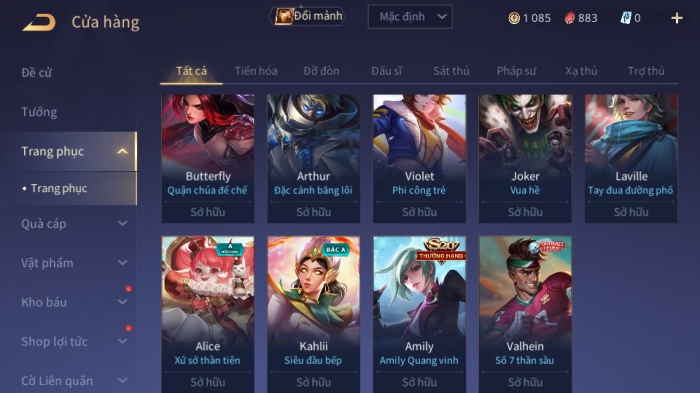 Cửa hàng
Đổi mảnh
Mặc định
1 085
883
0
Đề cử
Tướng
Trang phục
Trang phục
Quà cáp
Vật phẩm
Kho báu
Shop lợi tức
Cờ Liên quân
Tất cả
Tiến hóa
Đỡ đòn
Đấu sĩ
Sát thủ
Pháp sư
Xạ thủ
Trợ thủ
Butterfly
Quận chúa đế chế
Sở hữu
Arthur
Đặc cảnh băng lôi
Sở hữu
Violet
Phi công trẻ
Sở hữu
Joker
Vua hề
Sở hữu
Laville
Tay đua đường phố
Sở hữu
Alice
Xứ sở thần tiên
Sở hữu
BẬC A
Kahlii
Siêu đầu bếp
Sở hữu
S20
THƯỞNG HẠNG
Amily
Amily Quang vinh
Sở hữu
Valhein
Số 7 thần sầu
Sở hữu